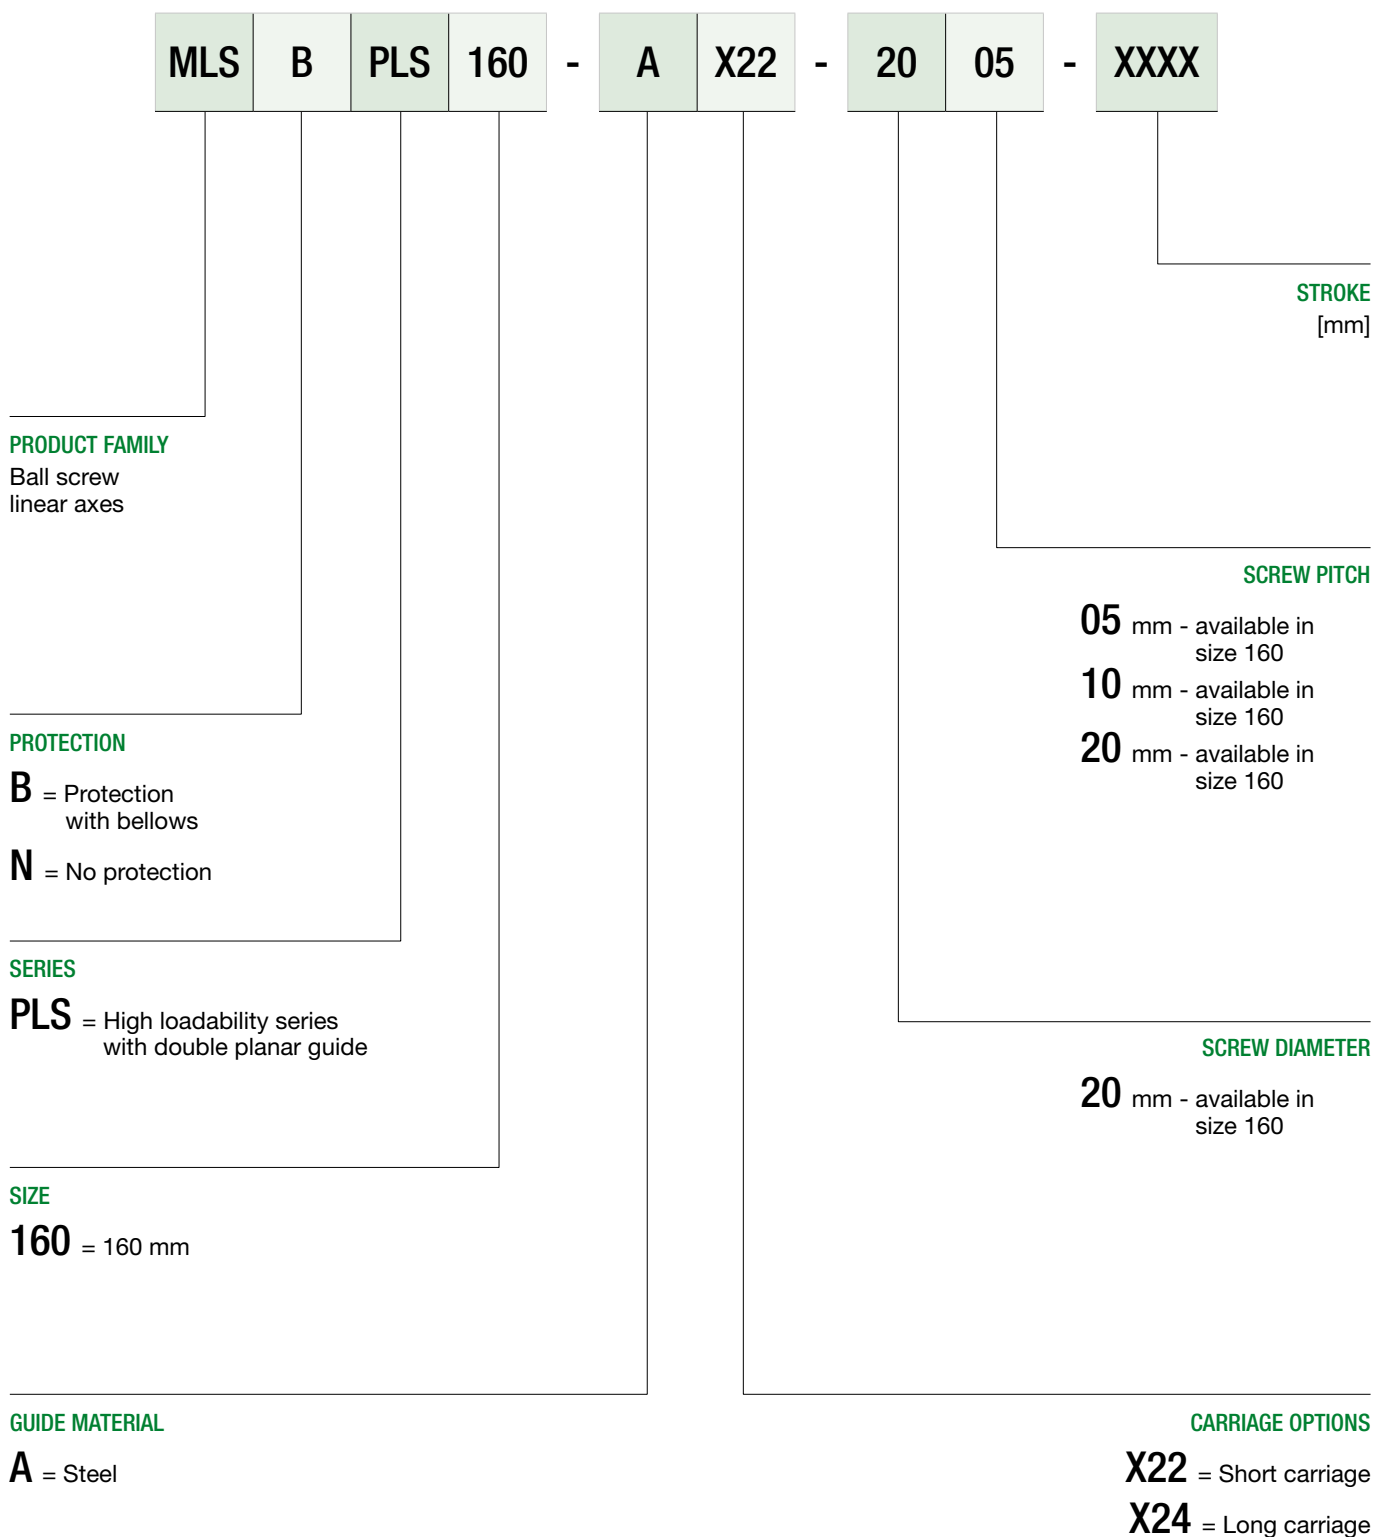 MLS B PLS 160 - A X22 - 20 05 - XXXX
STROKE
[mm]
PRODUCT FAMILY
Ball screw
linear axes
SCREW PITCH
05 mm - available in
size 160
10 mm - available in
size 160
20 mm - available in
size 160
PROTECTION
B = Protection
with bellows
N = No protection
SERIES
PLS = High loadability series
with double planar guide
SCREW DIAMETER
20 mm - available in
size 160
SIZE
160 = 160 mm
GUIDE MATERIAL
A = Steel
CARRIAGE OPTIONS
X22 = Short carriage
X24 = Long carriage